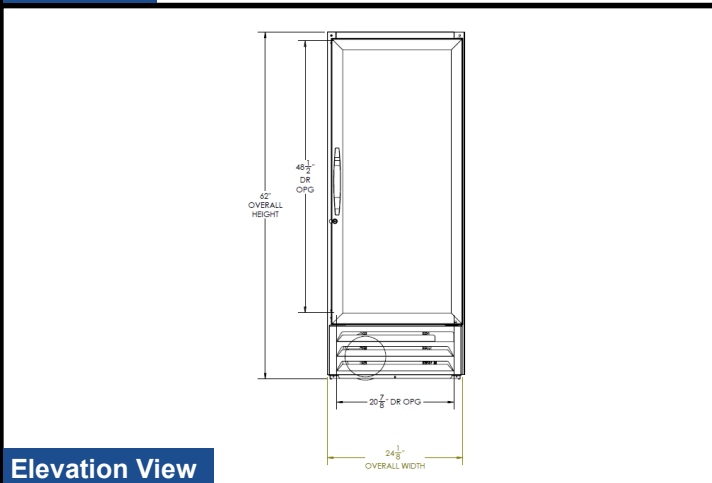 48 1/2"
DR
OPG
62"
OVERALL
HEIGHT
20 7/8" DR OPG
24 1/8"
OVERALL WIDTH
Elevation View